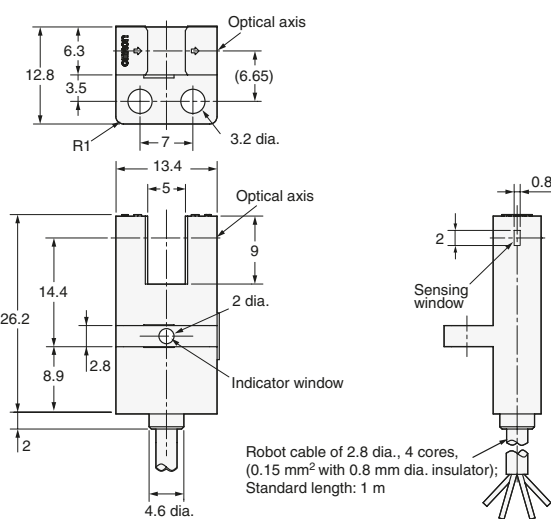 Optical axis
OMRON
6.3
12.8
3.5
(6.65)
R1
7
3.2 dia.
13.4
5
Optical axis
0.8
2
9
Sensing
window
14.4
2 dia.
26.2
2.8
8.9
Indicator window
2
Robot cable of 2.8 dia., 4 cores,
(0.15 mm² with 0.8 mm dia. insulator);
Standard length: 1 m
4.6 dia.